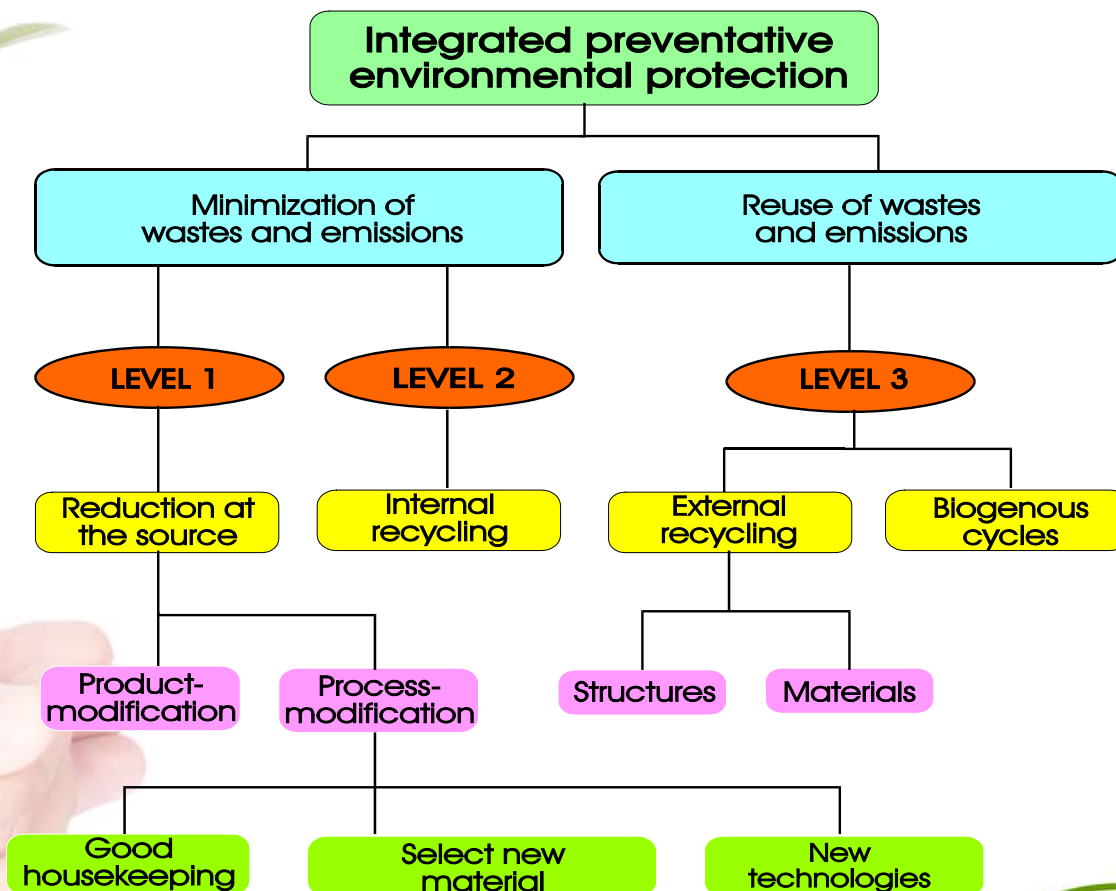 Integrated preventative
environmental protection
Minimization of
wastes and emissions
Reuse of wastes
and emissions
LEVEL 1
LEVEL 2
LEVEL 3
Reduction at
the source
Internal
recycling
External
recycling
Biogenous
cycles
Product-
modification
Process-
modification
Structures
Materials
Good
housekeeping
Select new
material
New
technologies